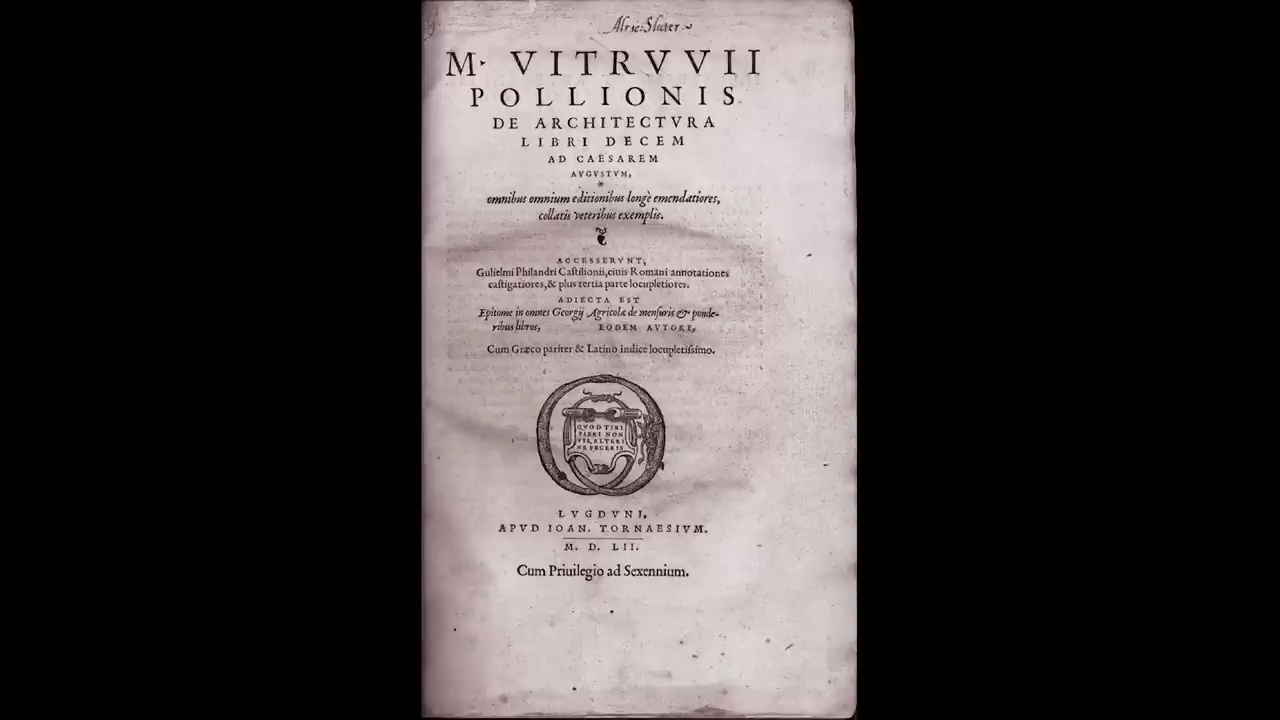 M. VITRVVII
POLLIONIS
DE ARCHITECTVRA
LIBRI DECEM
AD CAESAREM
AVGVSTVM,
*
omnibus omnium editionibus longè emendatiores,
collatis veteribus exemplis.
ACCESSERVNT,
Gulielmi Philandri Castilionii, ciuis Romani annotationes
castigatiores, & plus tertia parte locupletiores.
ADIECTA EST
Epitome in omnes Georgij Agricolæ de mensuris & ponde-
ribus libros, EODEM AVTORE,
Cum Græco pariter & Latino indice locupletissimo.
QVOD TIBI
FIERI NON
VIS, ALTERI
NE FECERIS
LVGDVNI,
APVD IOAN. TORNAESIVM.
M. D. LII.
Cum Priuilegio ad Sexennium.